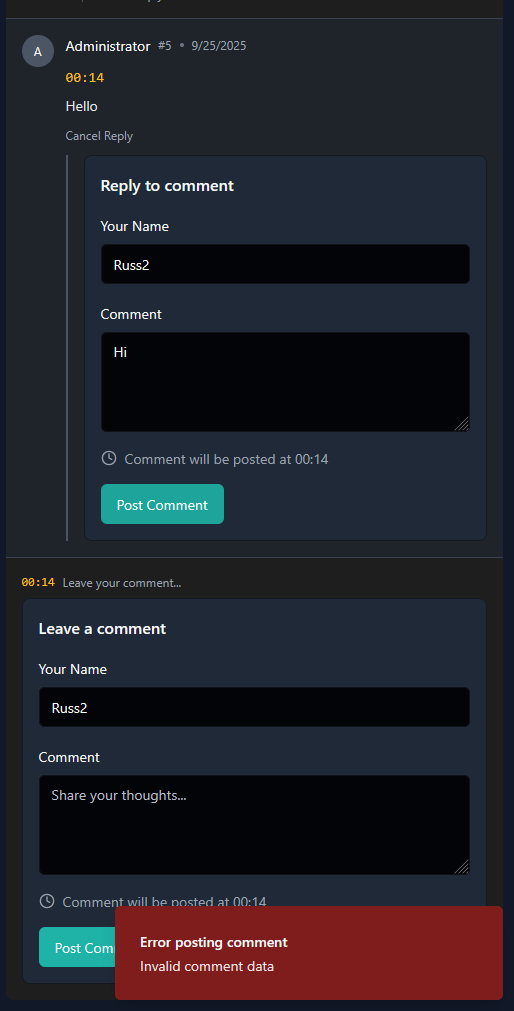 A
Administrator #5 • 9/25/2025
00:14
Hello
Cancel Reply
Reply to comment
Your Name
Russ2
Comment
Hi
Comment will be posted at 00:14
Post Comment
00:14 Leave your comment...
Leave a comment
Your Name
Russ2
Comment
Share your thoughts...
Comment will be posted at 00:14
Post Com
Error posting comment
Invalid comment data